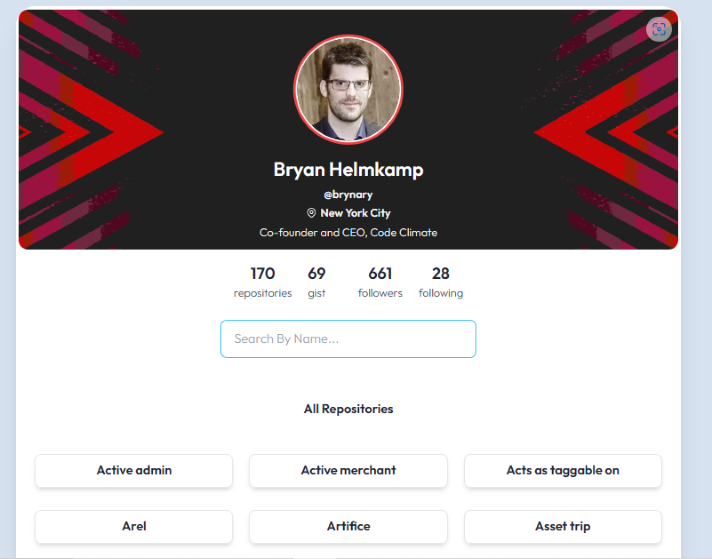 Bryan Helmkamp
@brynary
New York City
Co-founder and CEO, Code Climate
170 69 661 28
repositories gist followers following
Search By Name...
All Repositories
Active admin Active merchant Acts as taggable on
Arel Artifice Asset trip